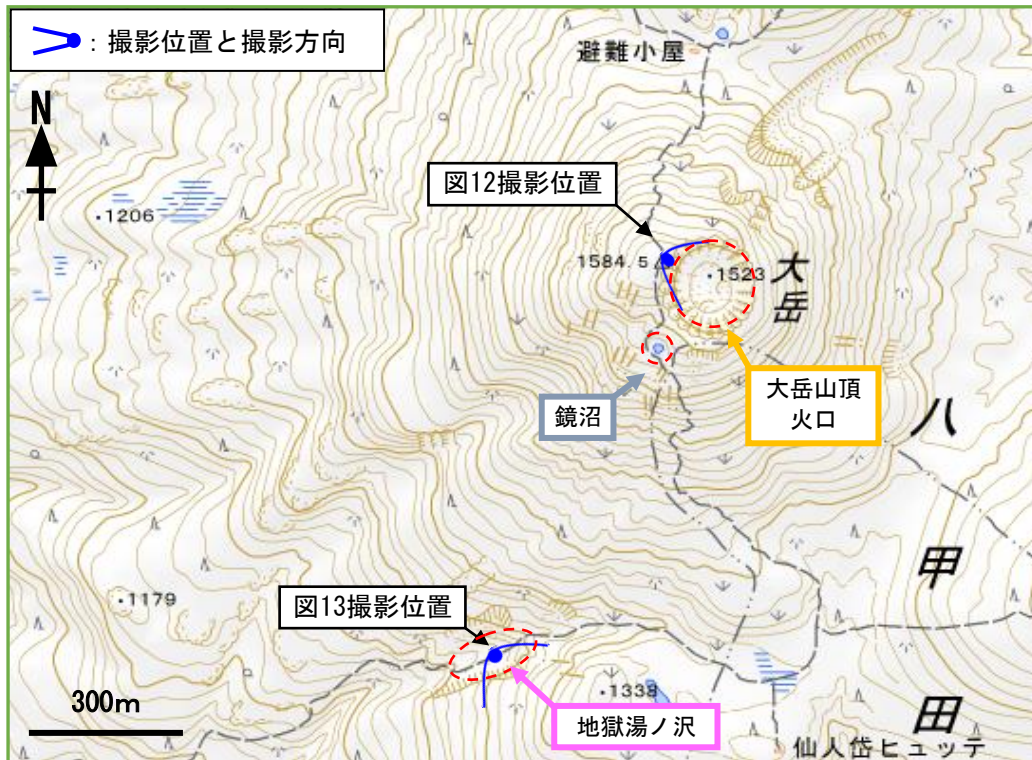 ：撮影位置と撮影方向
避難小屋
N
図12撮影位置
1206
1584.5
1523
大岳
鏡沼
大岳山頂
火口
八甲田
1179
図13撮影位置
300m
1338
地獄湯ノ沢
仙人岱ヒュッテ